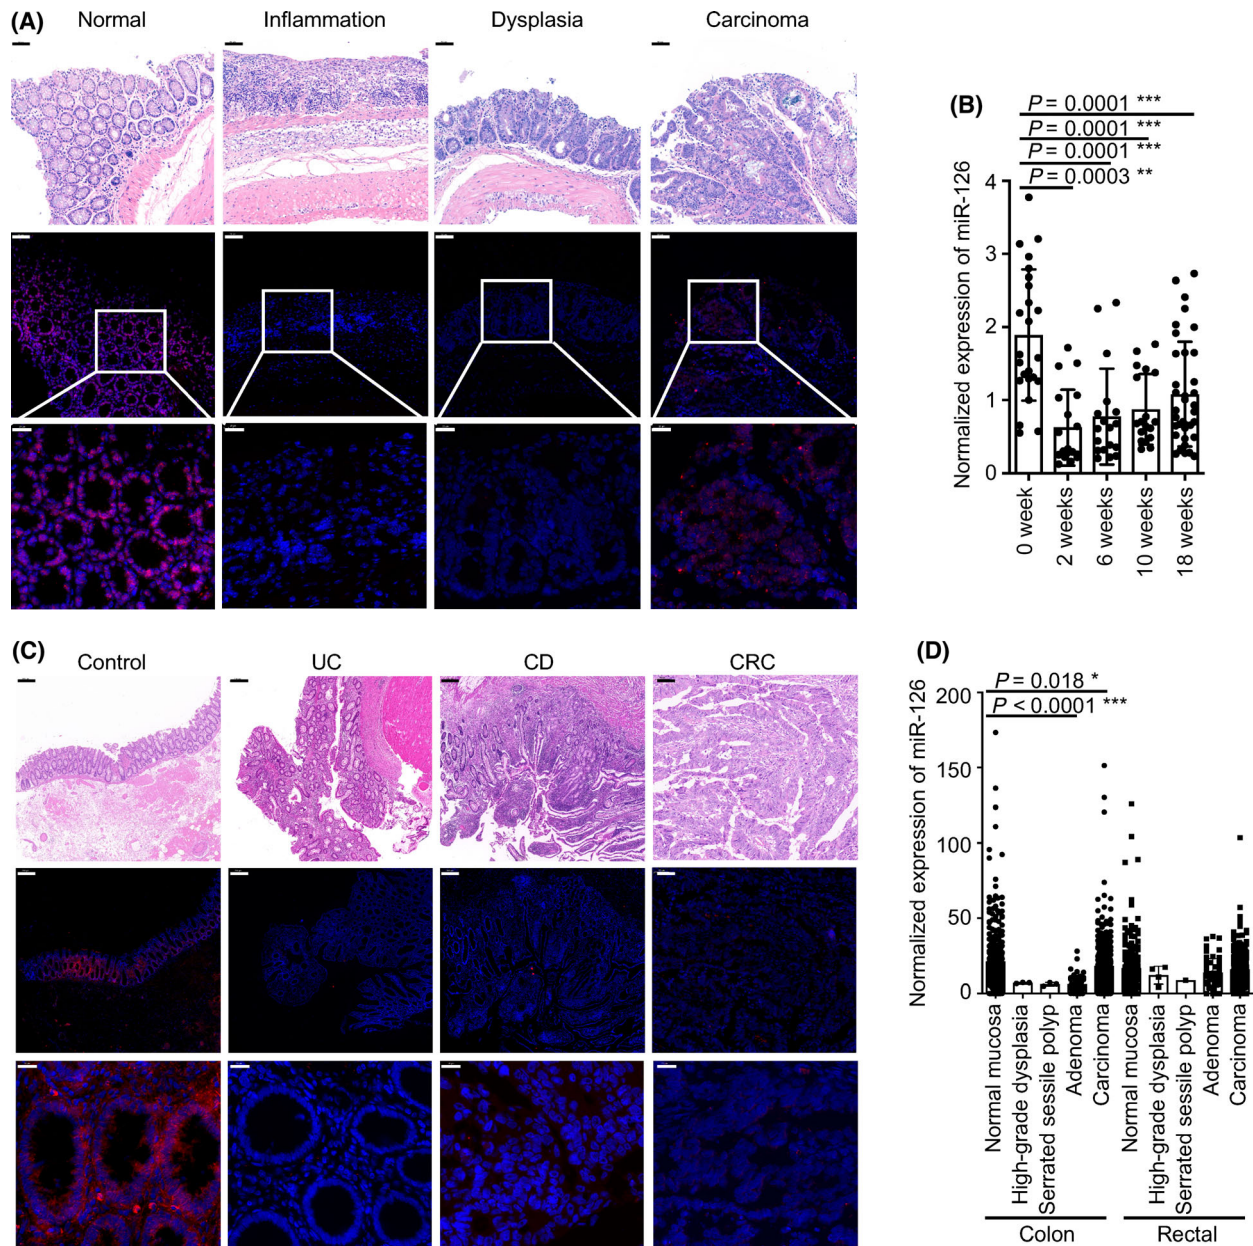 (A)
Normal Inflammation Dysplasia Carcinoma
(B)
P = 0.0001 ***
P = 0.0001 ***
P = 0.0001 ***
P = 0.0003 **
Normalized expression of miR-126
4
3
2
1
0
0 week
2 weeks
6 weeks
10 weeks
18 weeks
(C)
Control UC CD CRC
(D)
P = 0.018 *
P < 0.0001 ***
Normalized expression of miR-126
200
150
100
50
0
Normal mucosa
High-grade dysplasia
Serrated sessile polyp
Adenoma
Carcinoma
Normal mucosa
High-grade dysplasia
Serrated sessile polyp
Adenoma
Carcinoma
Colon Rectal